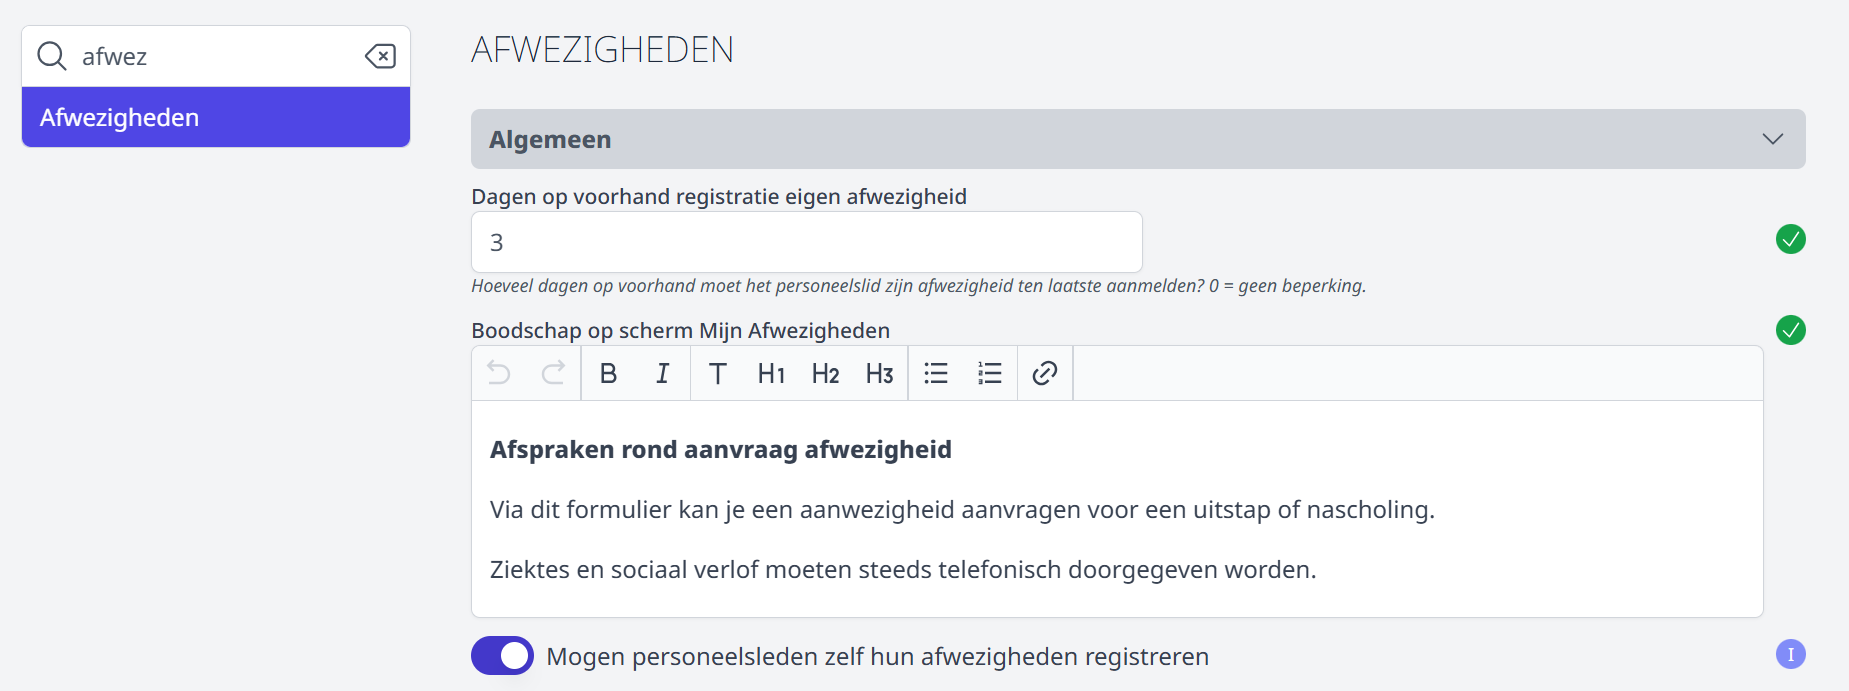 afwez
Afwezigheden
AFWEZIGHEDEN
Algemeen
Dagen op voorhand registratie eigen afwezigheid
3
Hoeveel dagen op voorhand moet het personeelslid zijn afwezigheid ten laatste aanmelden? 0 = geen beperking.
Boodschap op scherm Mijn Afwezigheden
B I T H1 H2 H3
Afspraken rond aanvraag afwezigheid
Via dit formulier kan je een aanwezigheid aanvragen voor een uitstap of nascholing.
Ziektes en sociaal verlof moeten steeds telefonisch doorgegeven worden.
Mogen personeelsleden zelf hun afwezigheden registreren
I